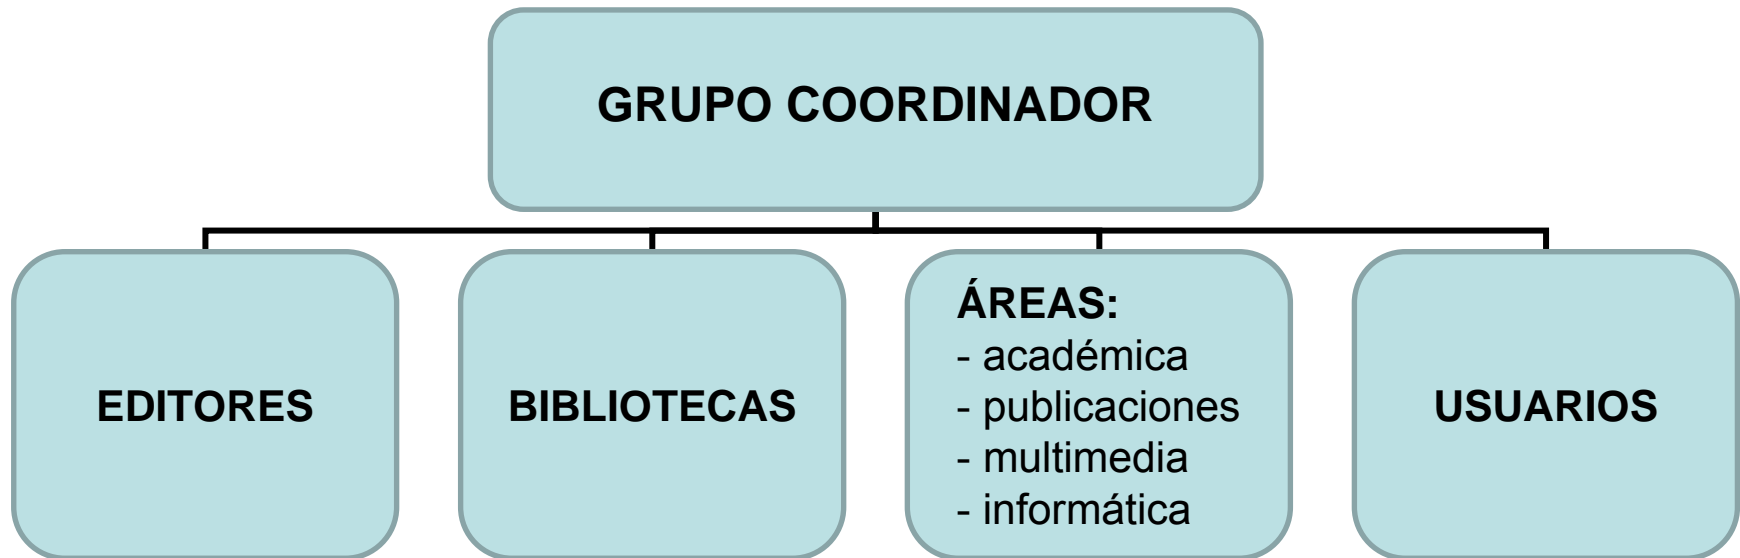 GRUPO COORDINADOR
EDITORES
BIBLIOTECAS
ÁREAS:
- académica
- publicaciones
- multimedia
- informática
USUARIOS